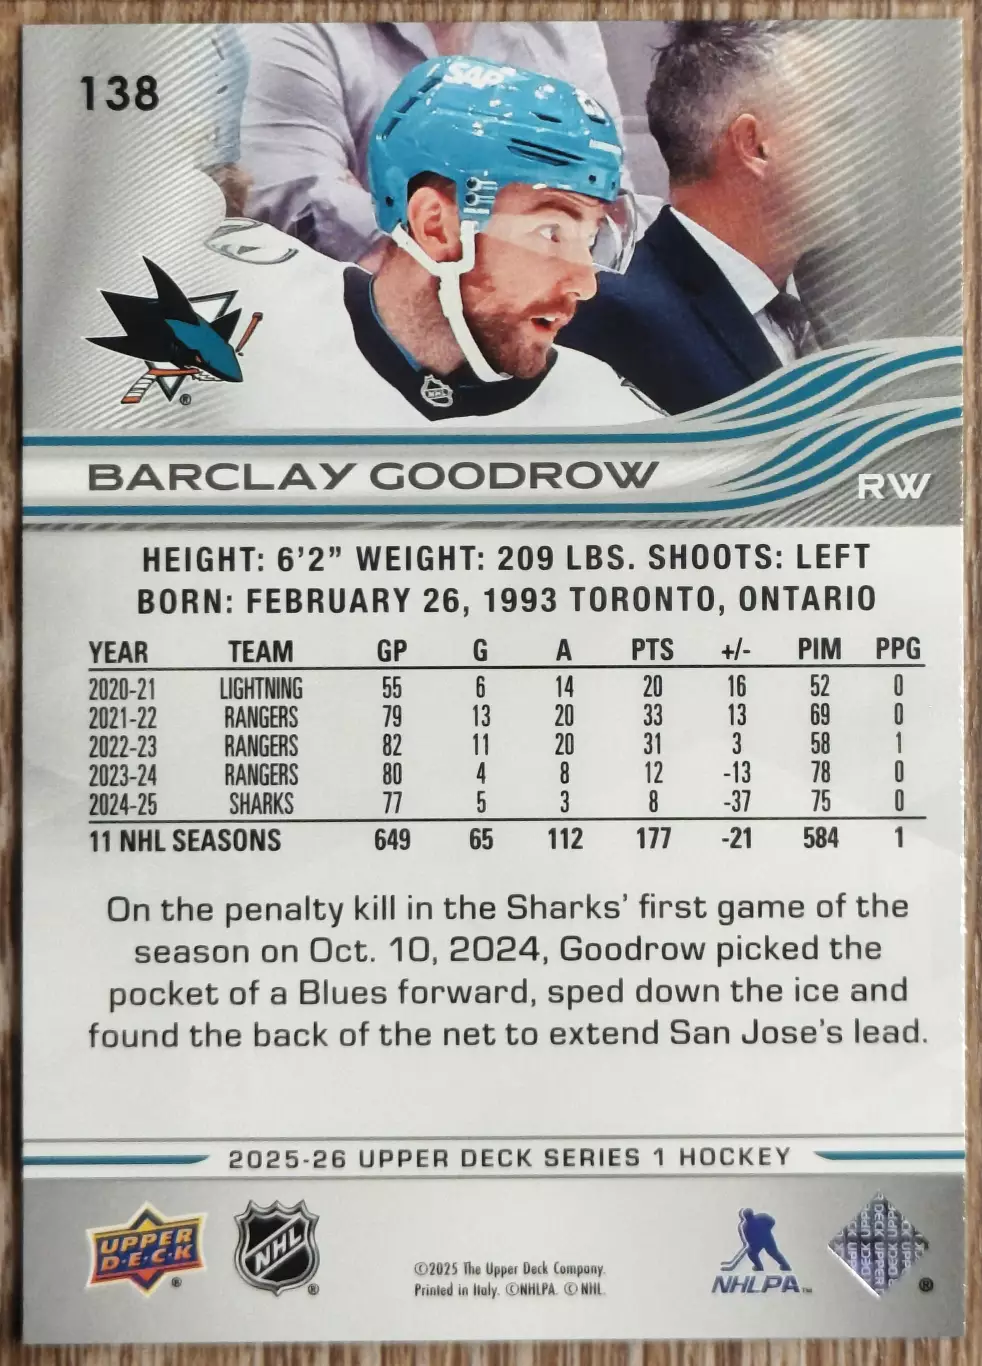 SAP
138
BARCLAY GOODROW
RW
HEIGHT: 6'2" WEIGHT: 209 LBS. SHOOTS: LEFT
BORN: FEBRUARY 26, 1993 TORONTO, ONTARIO
YEAR TEAM GP G A PTS +/- PIM PPG
2020-21 LIGHTNING 55 6 14 20 16 52 0
2021-22 RANGERS 79 13 20 33 13 69 0
2022-23 RANGERS 82 11 20 31 3 58 1
2023-24 RANGERS 80 4 8 12 -13 78 0
2024-25 SHARKS 77 5 3 8 -37 75 0
11 NHL SEASONS 649 65 112 177 -21 584 1
On the penalty kill in the Sharks' first game of the
season on Oct. 10, 2024, Goodrow picked the
pocket of a Blues forward, sped down the ice and
found the back of the net to extend San Jose's lead.
2025-26 UPPER DECK SERIES 1 HOCKEY
UPPER
D·E·C·K
®
NHL
®
©2025 The Upper Deck Company.
Printed in Italy. ©NHLPA. © NHL.
NHLPA™
UPPER DECK
®